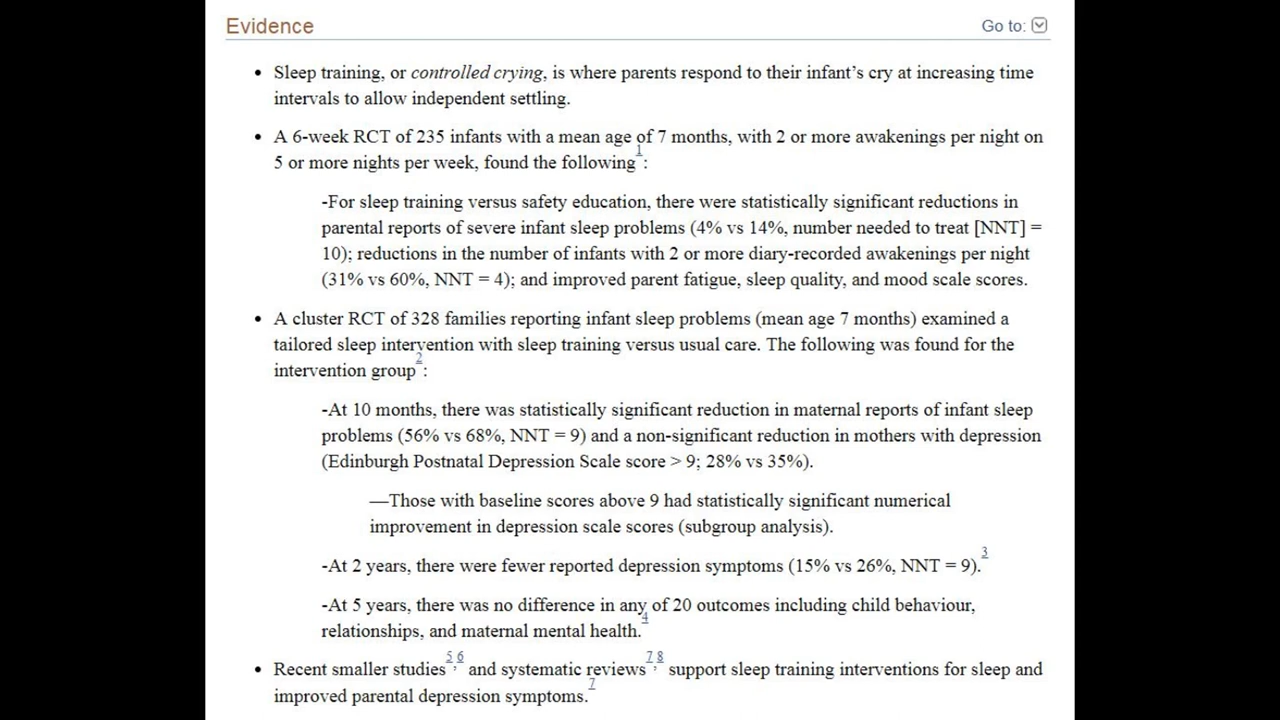 Evidence
Go to:
• Sleep training, or controlled crying, is where parents respond to their infant’s cry at increasing time
intervals to allow independent settling.
• A 6-week RCT of 235 infants with a mean age of 7 months, with 2 or more awakenings per night on
5 or more nights per week, found the following1:
-For sleep training versus safety education, there were statistically significant reductions in
parental reports of severe infant sleep problems (4% vs 14%, number needed to treat [NNT] =
10); reductions in the number of infants with 2 or more diary-recorded awakenings per night
(31% vs 60%, NNT = 4); and improved parent fatigue, sleep quality, and mood scale scores.
• A cluster RCT of 328 families reporting infant sleep problems (mean age 7 months) examined a
tailored sleep intervention with sleep training versus usual care. The following was found for the
intervention group2:
-At 10 months, there was statistically significant reduction in maternal reports of infant sleep
problems (56% vs 68%, NNT = 9) and a non-significant reduction in mothers with depression
(Edinburgh Postnatal Depression Scale score > 9; 28% vs 35%).
—Those with baseline scores above 9 had statistically significant numerical
improvement in depression scale scores (subgroup analysis).
-At 2 years, there were fewer reported depression symptoms (15% vs 26%, NNT = 9).3
-At 5 years, there was no difference in any of 20 outcomes including child behaviour,
relationships, and maternal mental health.4
• Recent smaller studies5,6 and systematic reviews7,8 support sleep training interventions for sleep and
improved parental depression symptoms.7